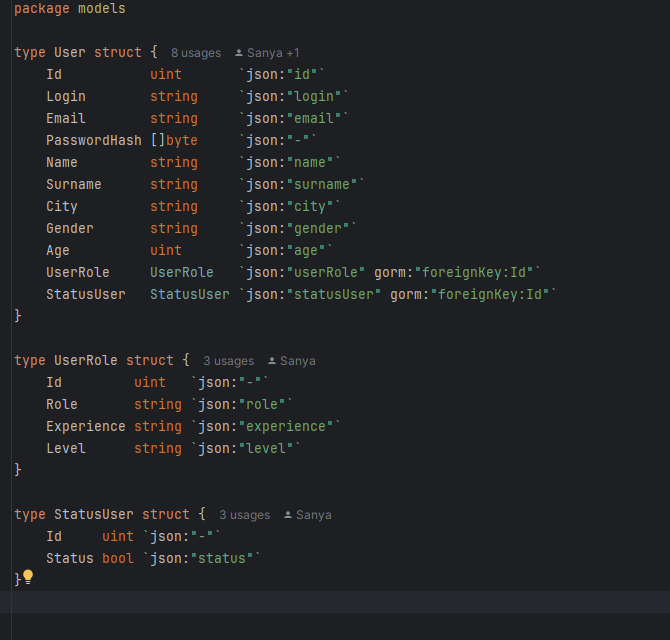 package models
type User struct { 8 usages Sanya +1
Id uint `json:"id"`
Login string `json:"login"`
Email string `json:"email"`
PasswordHash []byte `json:"-"`
Name string `json:"name"`
Surname string `json:"surname"`
City string `json:"city"`
Gender string `json:"gender"`
Age uint `json:"age"`
UserRole UserRole `json:"userRole" gorm:"foreignKey:Id"`
StatusUser StatusUser `json:"statusUser" gorm:"foreignKey:Id"`
}
type UserRole struct { 3 usages Sanya
Id uint `json:"-"`
Role string `json:"role"`
Experience string `json:"experience"`
Level string `json:"level"`
}
type StatusUser struct { 3 usages Sanya
Id uint `json:"-"`
Status bool `json:"status"`
}